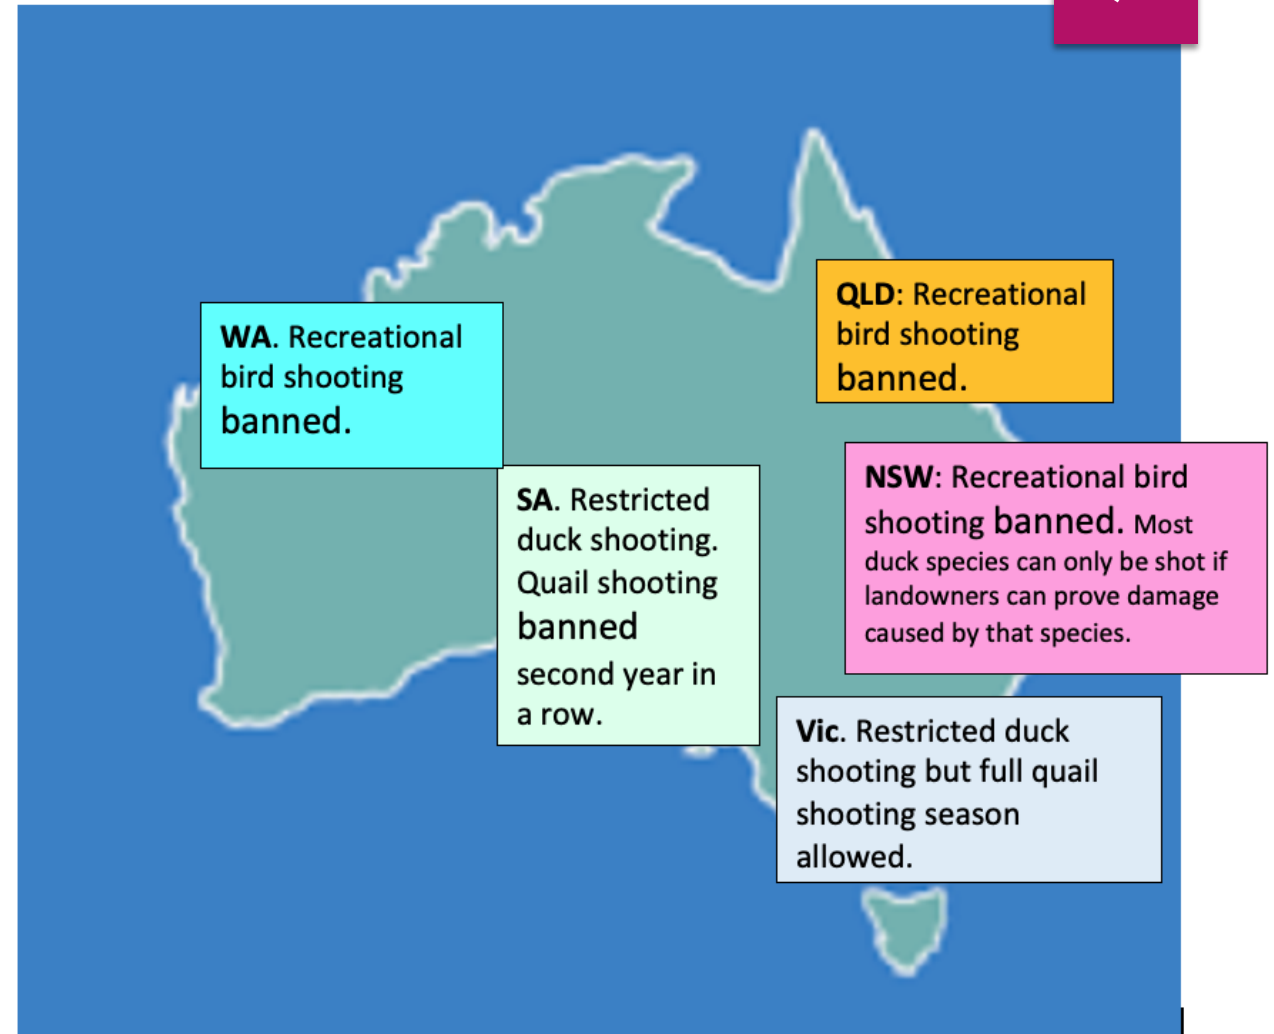 WA. Recreational
bird shooting
banned.
QLD: Recreational
bird shooting
banned.
SA. Restricted
duck shooting.
Quail shooting
banned
second year in
a row.
NSW: Recreational bird
shooting banned. Most
duck species can only be shot if
landowners can prove damage
caused by that species.
Vic. Restricted duck
shooting but full quail
shooting season
allowed.